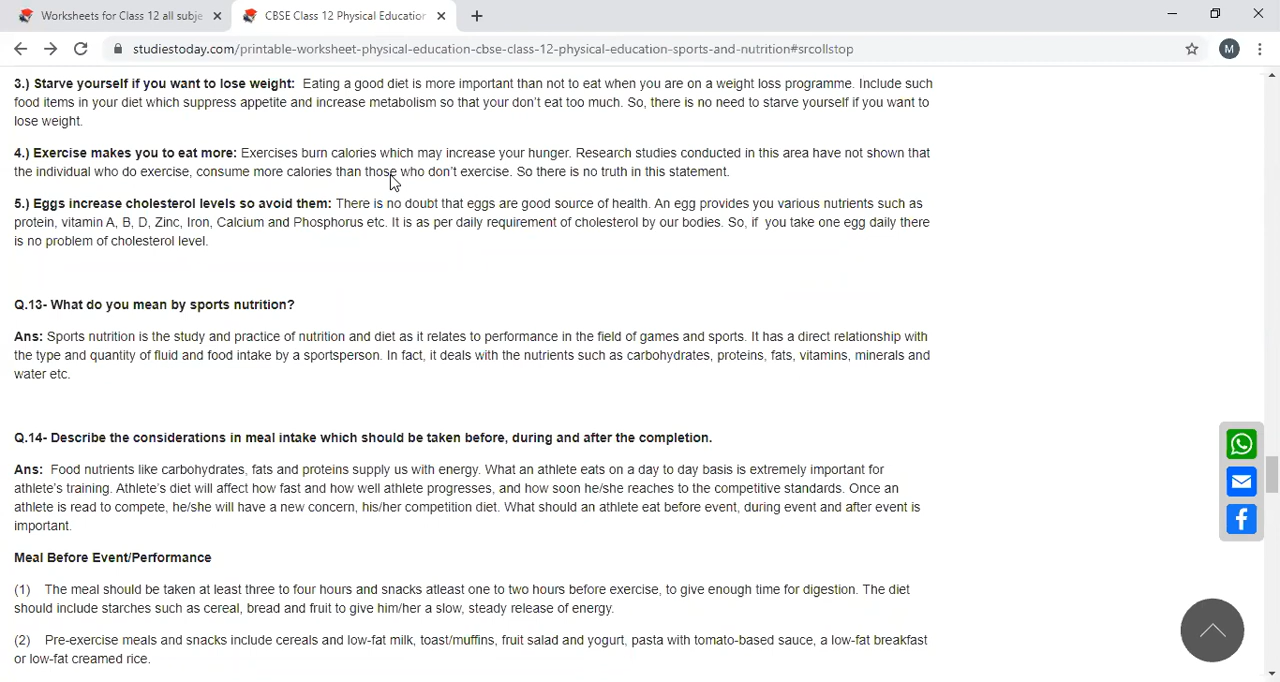 Worksheets for Class 12 all subje
CBSE Class 12 Physical Education
studiestoday.com/printable-worksheet-physical-education-cbse-class-12-physical-education-sports-and-nutrition#srcollstop
M
3.) Starve yourself if you want to lose weight: Eating a good diet is more important than not to eat when you are on a weight loss programme. Include such
food items in your diet which suppress appetite and increase metabolism so that your don't eat too much. So, there is no need to starve yourself if you want to
lose weight.
4.) Exercise makes you to eat more: Exercises burn calories which may increase your hunger. Research studies conducted in this area have not shown that
the individual who do exercise, consume more calories than those who don't exercise. So there is no truth in this statement.
5.) Eggs increase cholesterol levels so avoid them: There is no doubt that eggs are good source of health. An egg provides you various nutrients such as
protein, vitamin A, B, D, Zinc, Iron, Calcium and Phosphorus etc. It is as per daily requirement of cholesterol by our bodies. So, if you take one egg daily there
is no problem of cholesterol level.
Q.13- What do you mean by sports nutrition?
Ans: Sports nutrition is the study and practice of nutrition and diet as it relates to performance in the field of games and sports. It has a direct relationship with
the type and quantity of fluid and food intake by a sportsperson. In fact, it deals with the nutrients such as carbohydrates, proteins, fats, vitamins, minerals and
water etc.
Q.14- Describe the considerations in meal intake which should be taken before, during and after the completion.
Ans: Food nutrients like carbohydrates, fats and proteins supply us with energy. What an athlete eats on a day to day basis is extremely important for
athlete's training. Athlete's diet will affect how fast and how well athlete progresses, and how soon he/she reaches to the competitive standards. Once an
athlete is read to compete, he/she will have a new concern, his/her competition diet. What should an athlete eat before event, during event and after event is
important.
Meal Before Event/Performance
(1) The meal should be taken at least three to four hours and snacks atleast one to two hours before exercise, to give enough time for digestion. The diet
should include starches such as cereal, bread and fruit to give him/her a slow, steady release of energy.
(2) Pre-exercise meals and snacks include cereals and low-fat milk, toast/muffins, fruit salad and yogurt, pasta with tomato-based sauce, a low-fat breakfast
or low-fat creamed rice.